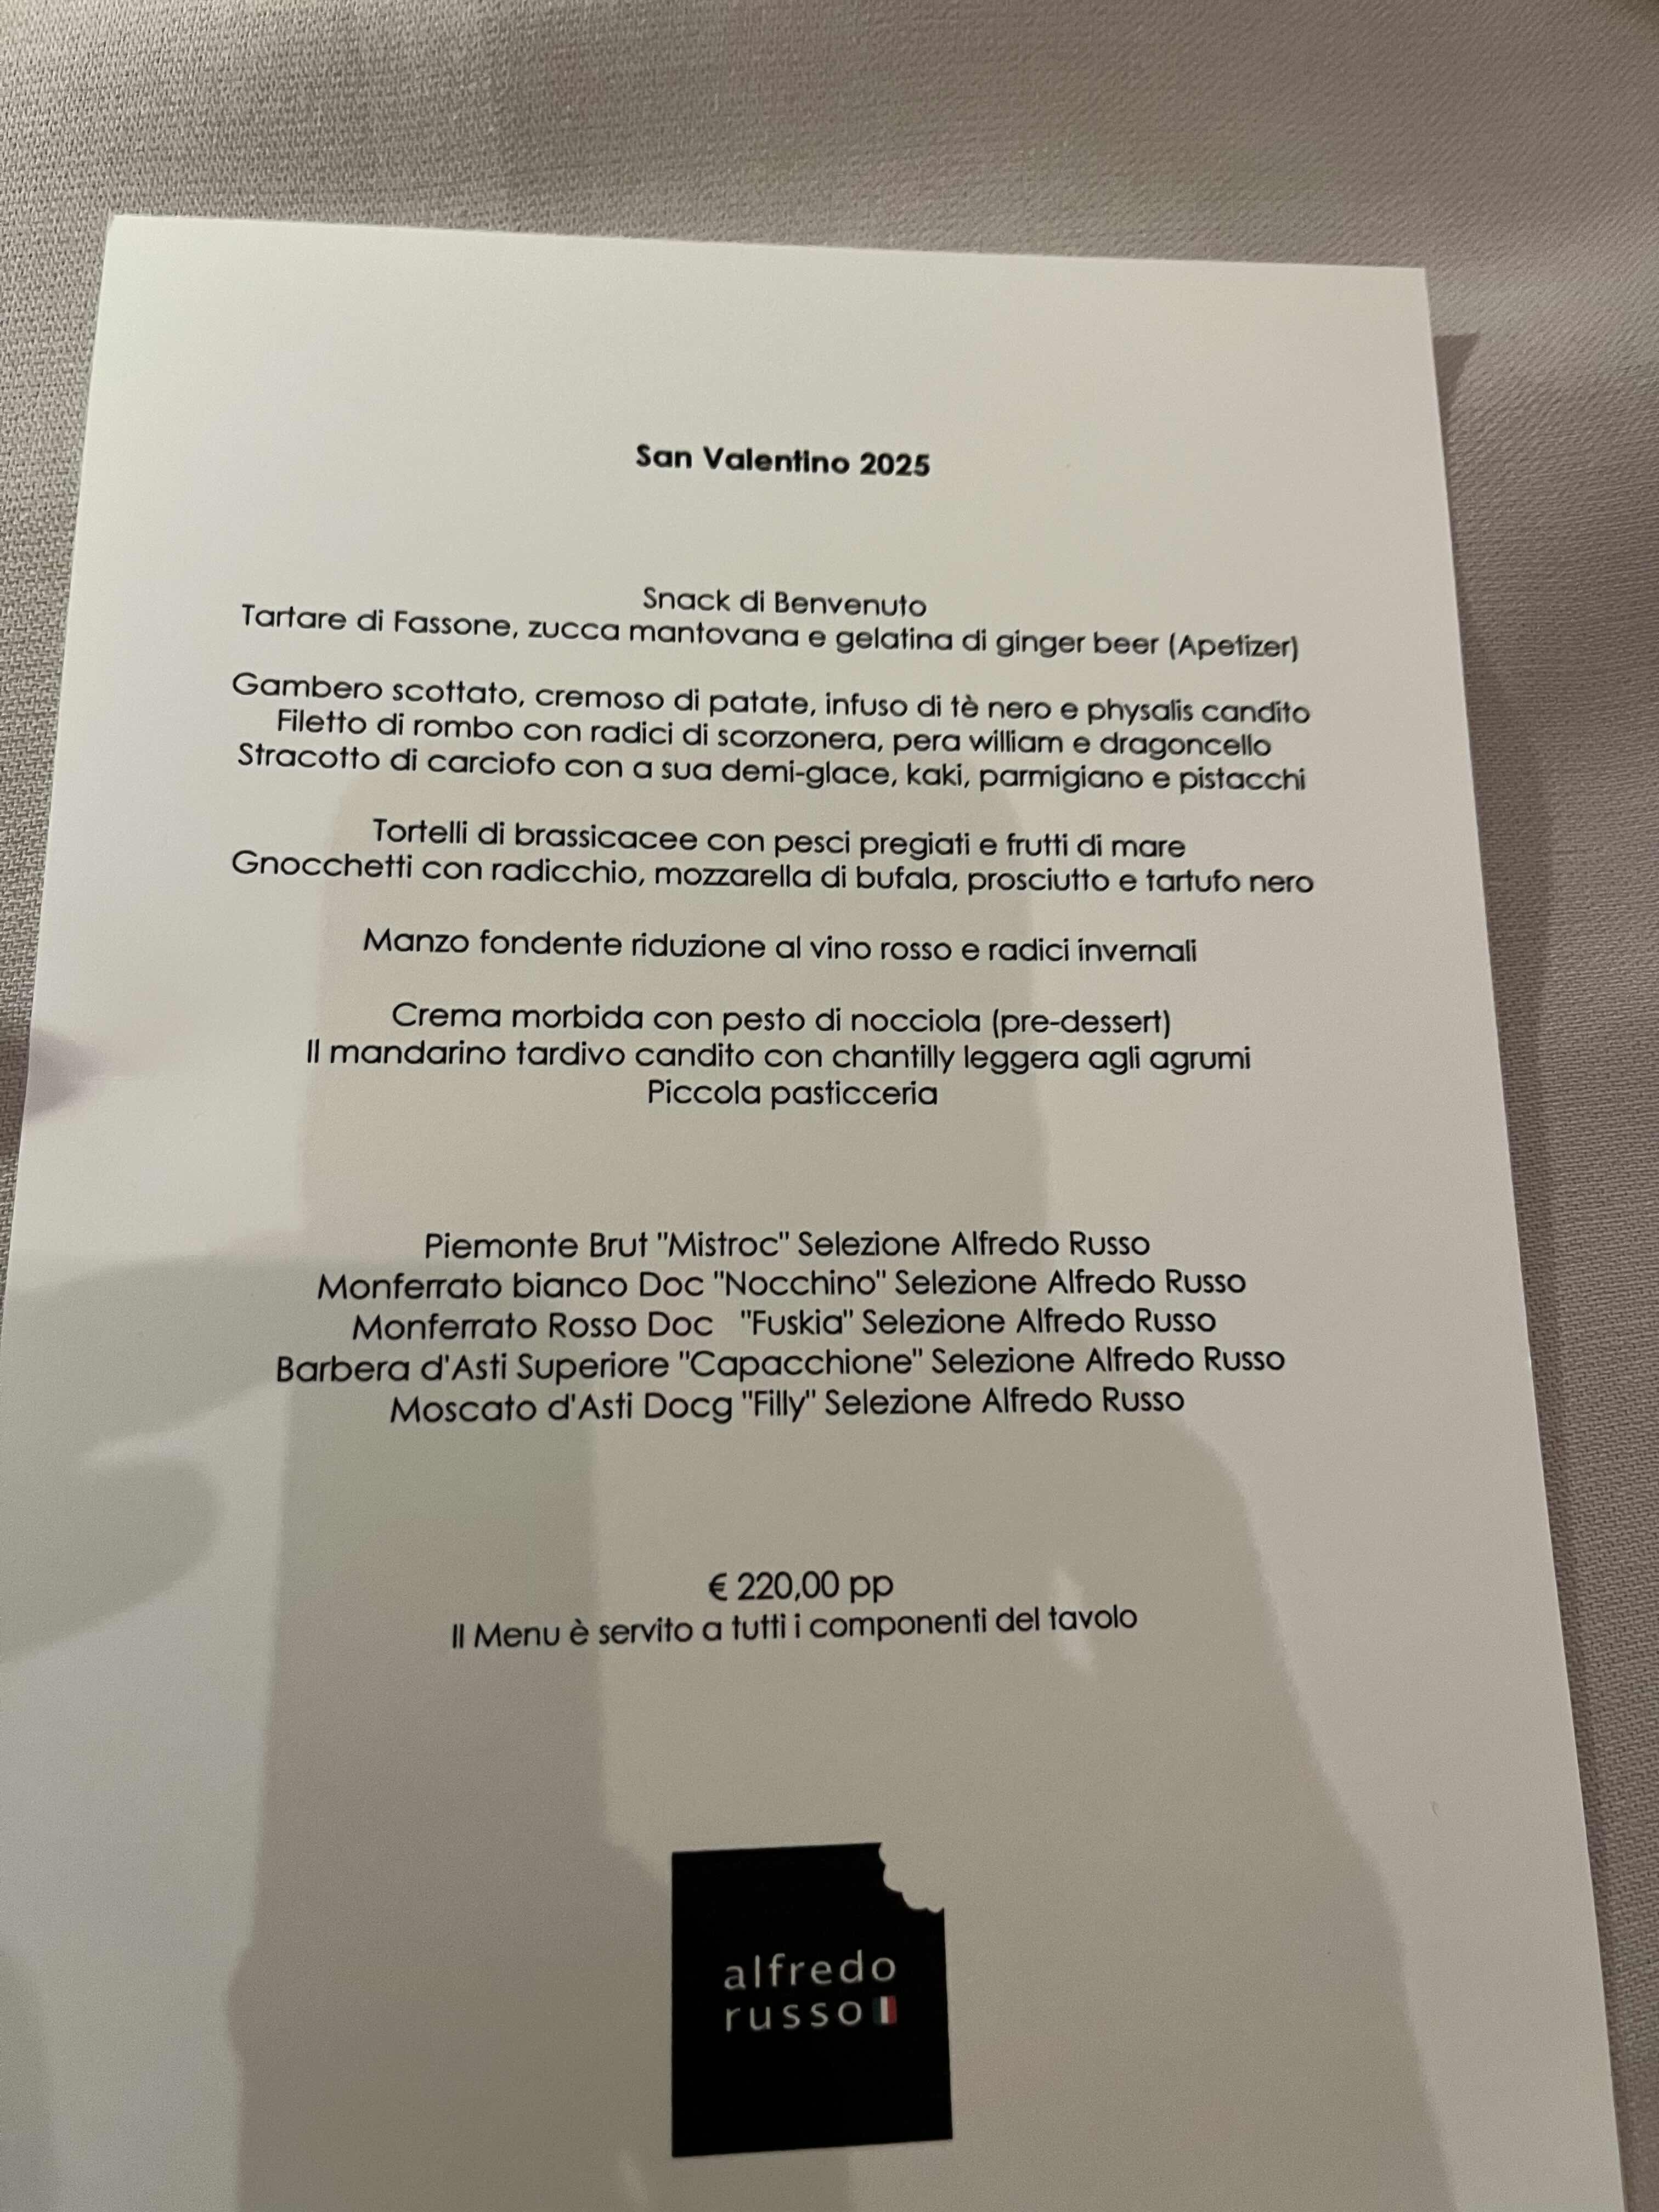 San Valentino 2025
Snack di Benvenuto
Tartare di Fassone, zucca mantovana e gelatina di ginger beer (Apetizer)
Gambero scottato, cremoso di patate, infuso di tè nero e physalis candito
Filetto di rombo con radici di scorzonera, pera william e dragoncello
Stracotto di carciofo con a sua demi-glace, kaki, parmigiano e pistacchi
Tortelli di brassicacee con pesci pregiati e frutti di mare
Gnocchetti con radicchio, mozzarella di bufala, prosciutto e tartufo nero
Manzo fondente riduzione al vino rosso e radici invernali
Crema morbida con pesto di nocciola (pre-dessert)
Il mandarino tardivo candito con chantilly leggera agli agrumi
Piccola pasticceria
Piemonte Brut "Mistroc" Selezione Alfredo Russo
Monferrato bianco Doc "Nocchino" Selezione Alfredo Russo
Monferrato Rosso Doc "Fuskia" Selezione Alfredo Russo
Barbera d'Asti Superiore "Capacchione" Selezione Alfredo Russo
Moscato d'Asti Docg "Filly" Selezione Alfredo Russo
€ 220,00 pp
Il Menu è servito a tutti i componenti del tavolo
alfredo
russo